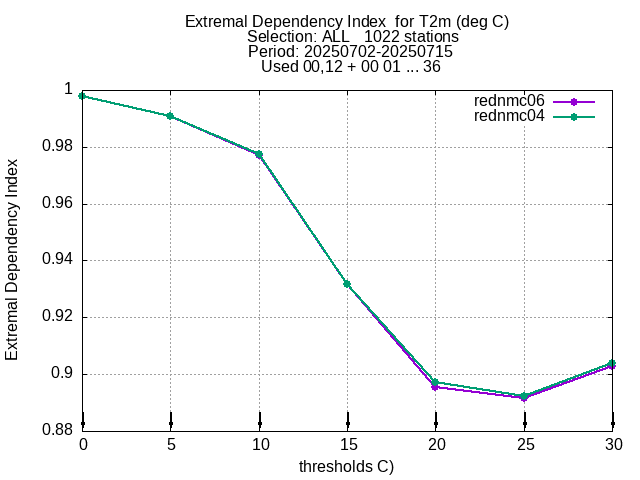 Extremal Dependency Index  for T2m (deg C)
Selection: ALL   1022 stations
Period: 20250702-20250715
Used 00,12 + 00 01 ... 36
rednmc06
rednmc04
Extremal Dependency Index
1
0.98
0.96
0.94
0.92
0.9
0.88
0 5 10 15 20 25 30
thresholds C)